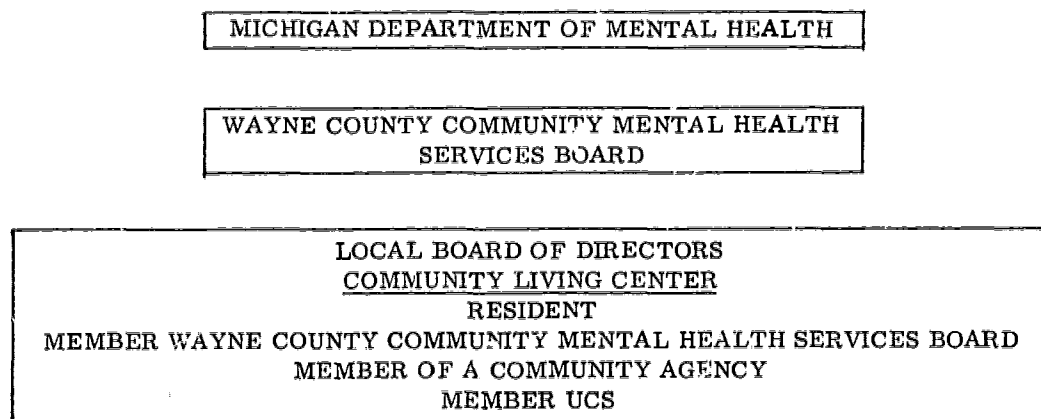 MICHIGAN DEPARTMENT OF MENTAL HEALTH
WAYNE COUNTY COMMUNITY MENTAL HEALTH
SERVICES BOARD
LOCAL BOARD OF DIRECTORS
COMMUNITY LIVING CENTER
RESIDENT
MEMBER WAYNE COUNTY COMMUNITY MENTAL HEALTH SERVICES BOARD
MEMBER OF A COMMUNITY AGENCY
MEMBER UCS